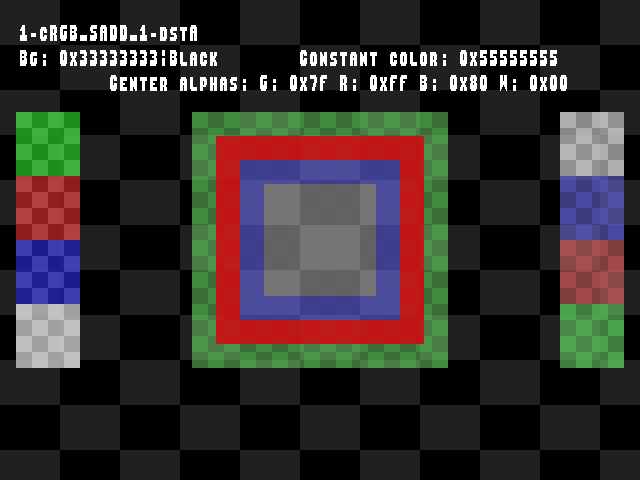 1-cRGB_SADD_1-dstA
Bg: 0x33333333;Black Constant color: 0x55555555
Center alphas: G: 0x7f R: 0xff B: 0x80 W: 0x00